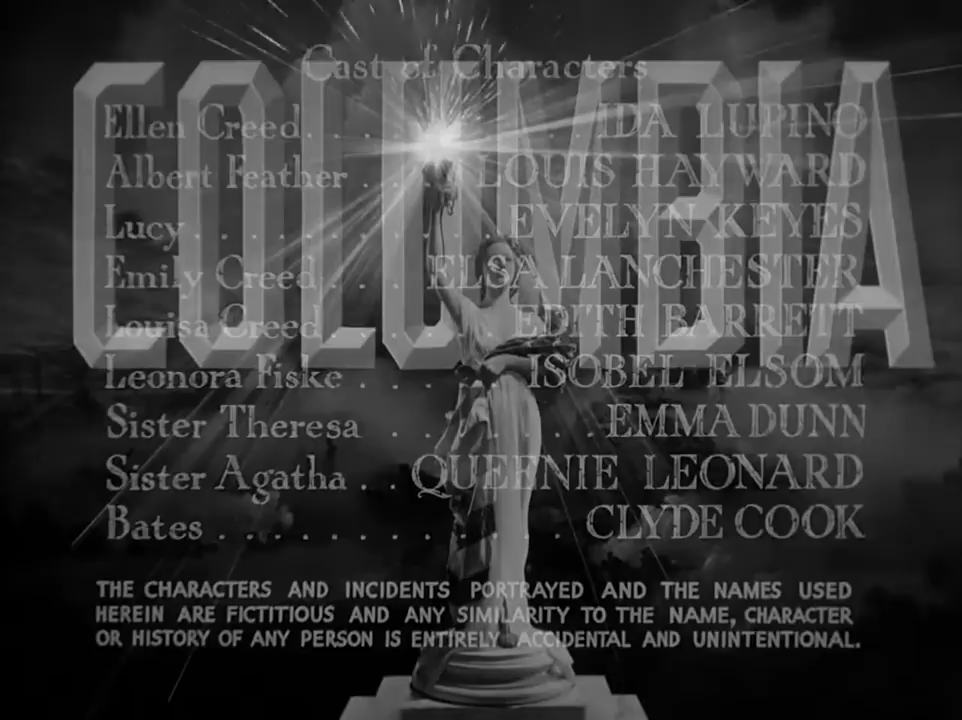 COLUMBIA
Cast of Characters
Ellen Creed. . . . . . . . . . . IDA LUPINO
Albert Feather . . . . LOUIS HAYWARD
Lucy . . . . . . . . . . . EVELYN KEYES
Emily Creed . . . . ELSA LANCHESTER
Louisa Creed . . . . . EDITH BARRETT
Leonora Fiske . . . . . ISOBEL ELSOM
Sister Theresa . . . . . . . EMMA DUNN
Sister Agatha . . QUEENIE LEONARD
Bates . . . . . . . . . . . . . CLYDE COOK
THE CHARACTERS AND INCIDENTS PORTRAYED AND THE NAMES USED
HEREIN ARE FICTITIOUS AND ANY SIMILARITY TO THE NAME, CHARACTER
OR HISTORY OF ANY PERSON IS ENTIRELY ACCIDENTAL AND UNINTENTIONAL.